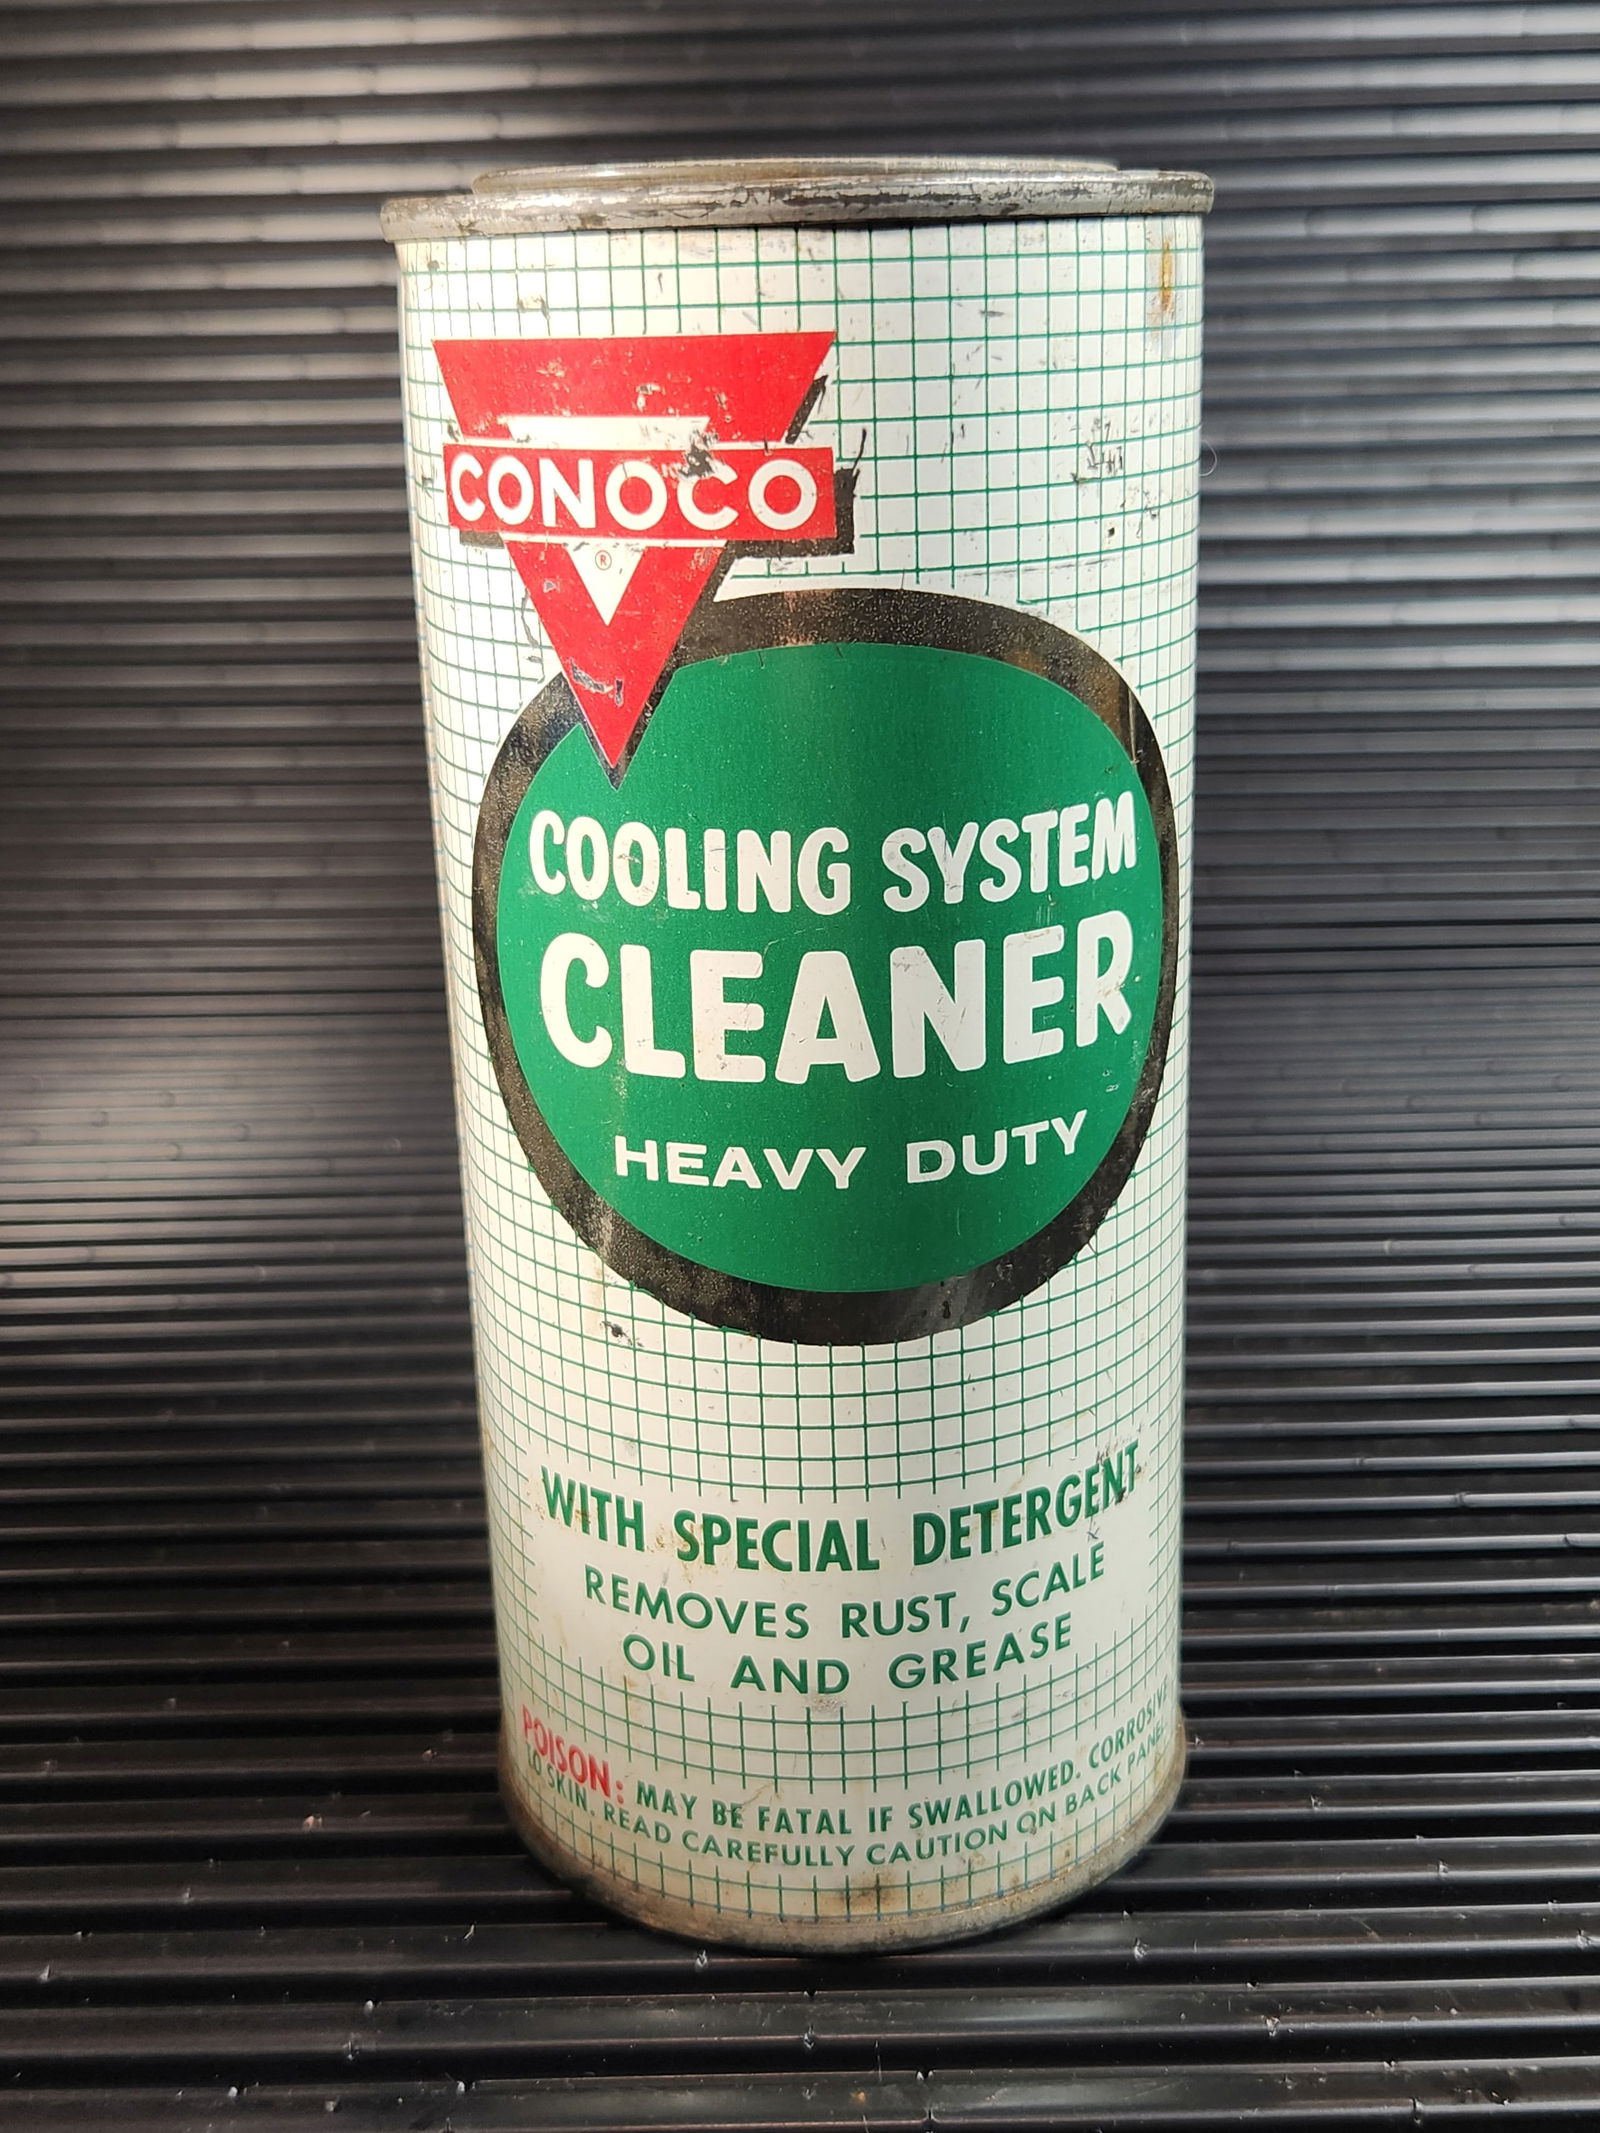 CONOCO
®
COOLING SYSTEM
CLEANER
HEAVY DUTY
WITH SPECIAL DETERGENT
REMOVES RUST, SCALE
OIL AND GREASE
POISON: MAY BE FATAL IF SWALLOWED. CORROSIVE
TO SKIN. READ CAREFULLY CAUTION ON BACK PANEL